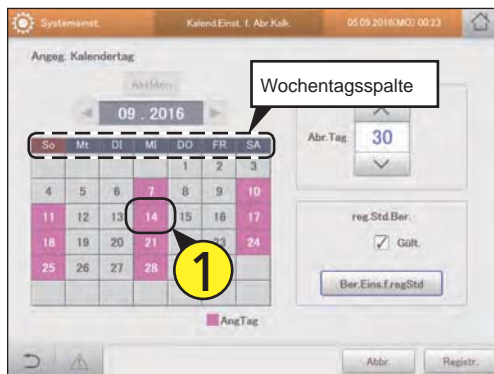 Systemeinst. Kalend.Einst. f. Abr.Kalk. 05.09.2016(MO) 00:23
Angeg. Kalendertag
AktMon
Wochentagsspalte
09 . 2016
So Mt DI MI DO FR SA
Abr.Tag 30
1 2 3
4 5 6 7 8 9 10
11 12 13 14 15 16 17
reg.Std.Ber.
18 19 20 21 23 24
Gült.
25 26 27 28
1
Ber.Eins.f.regStd
AngTag
Abbr. Registr.